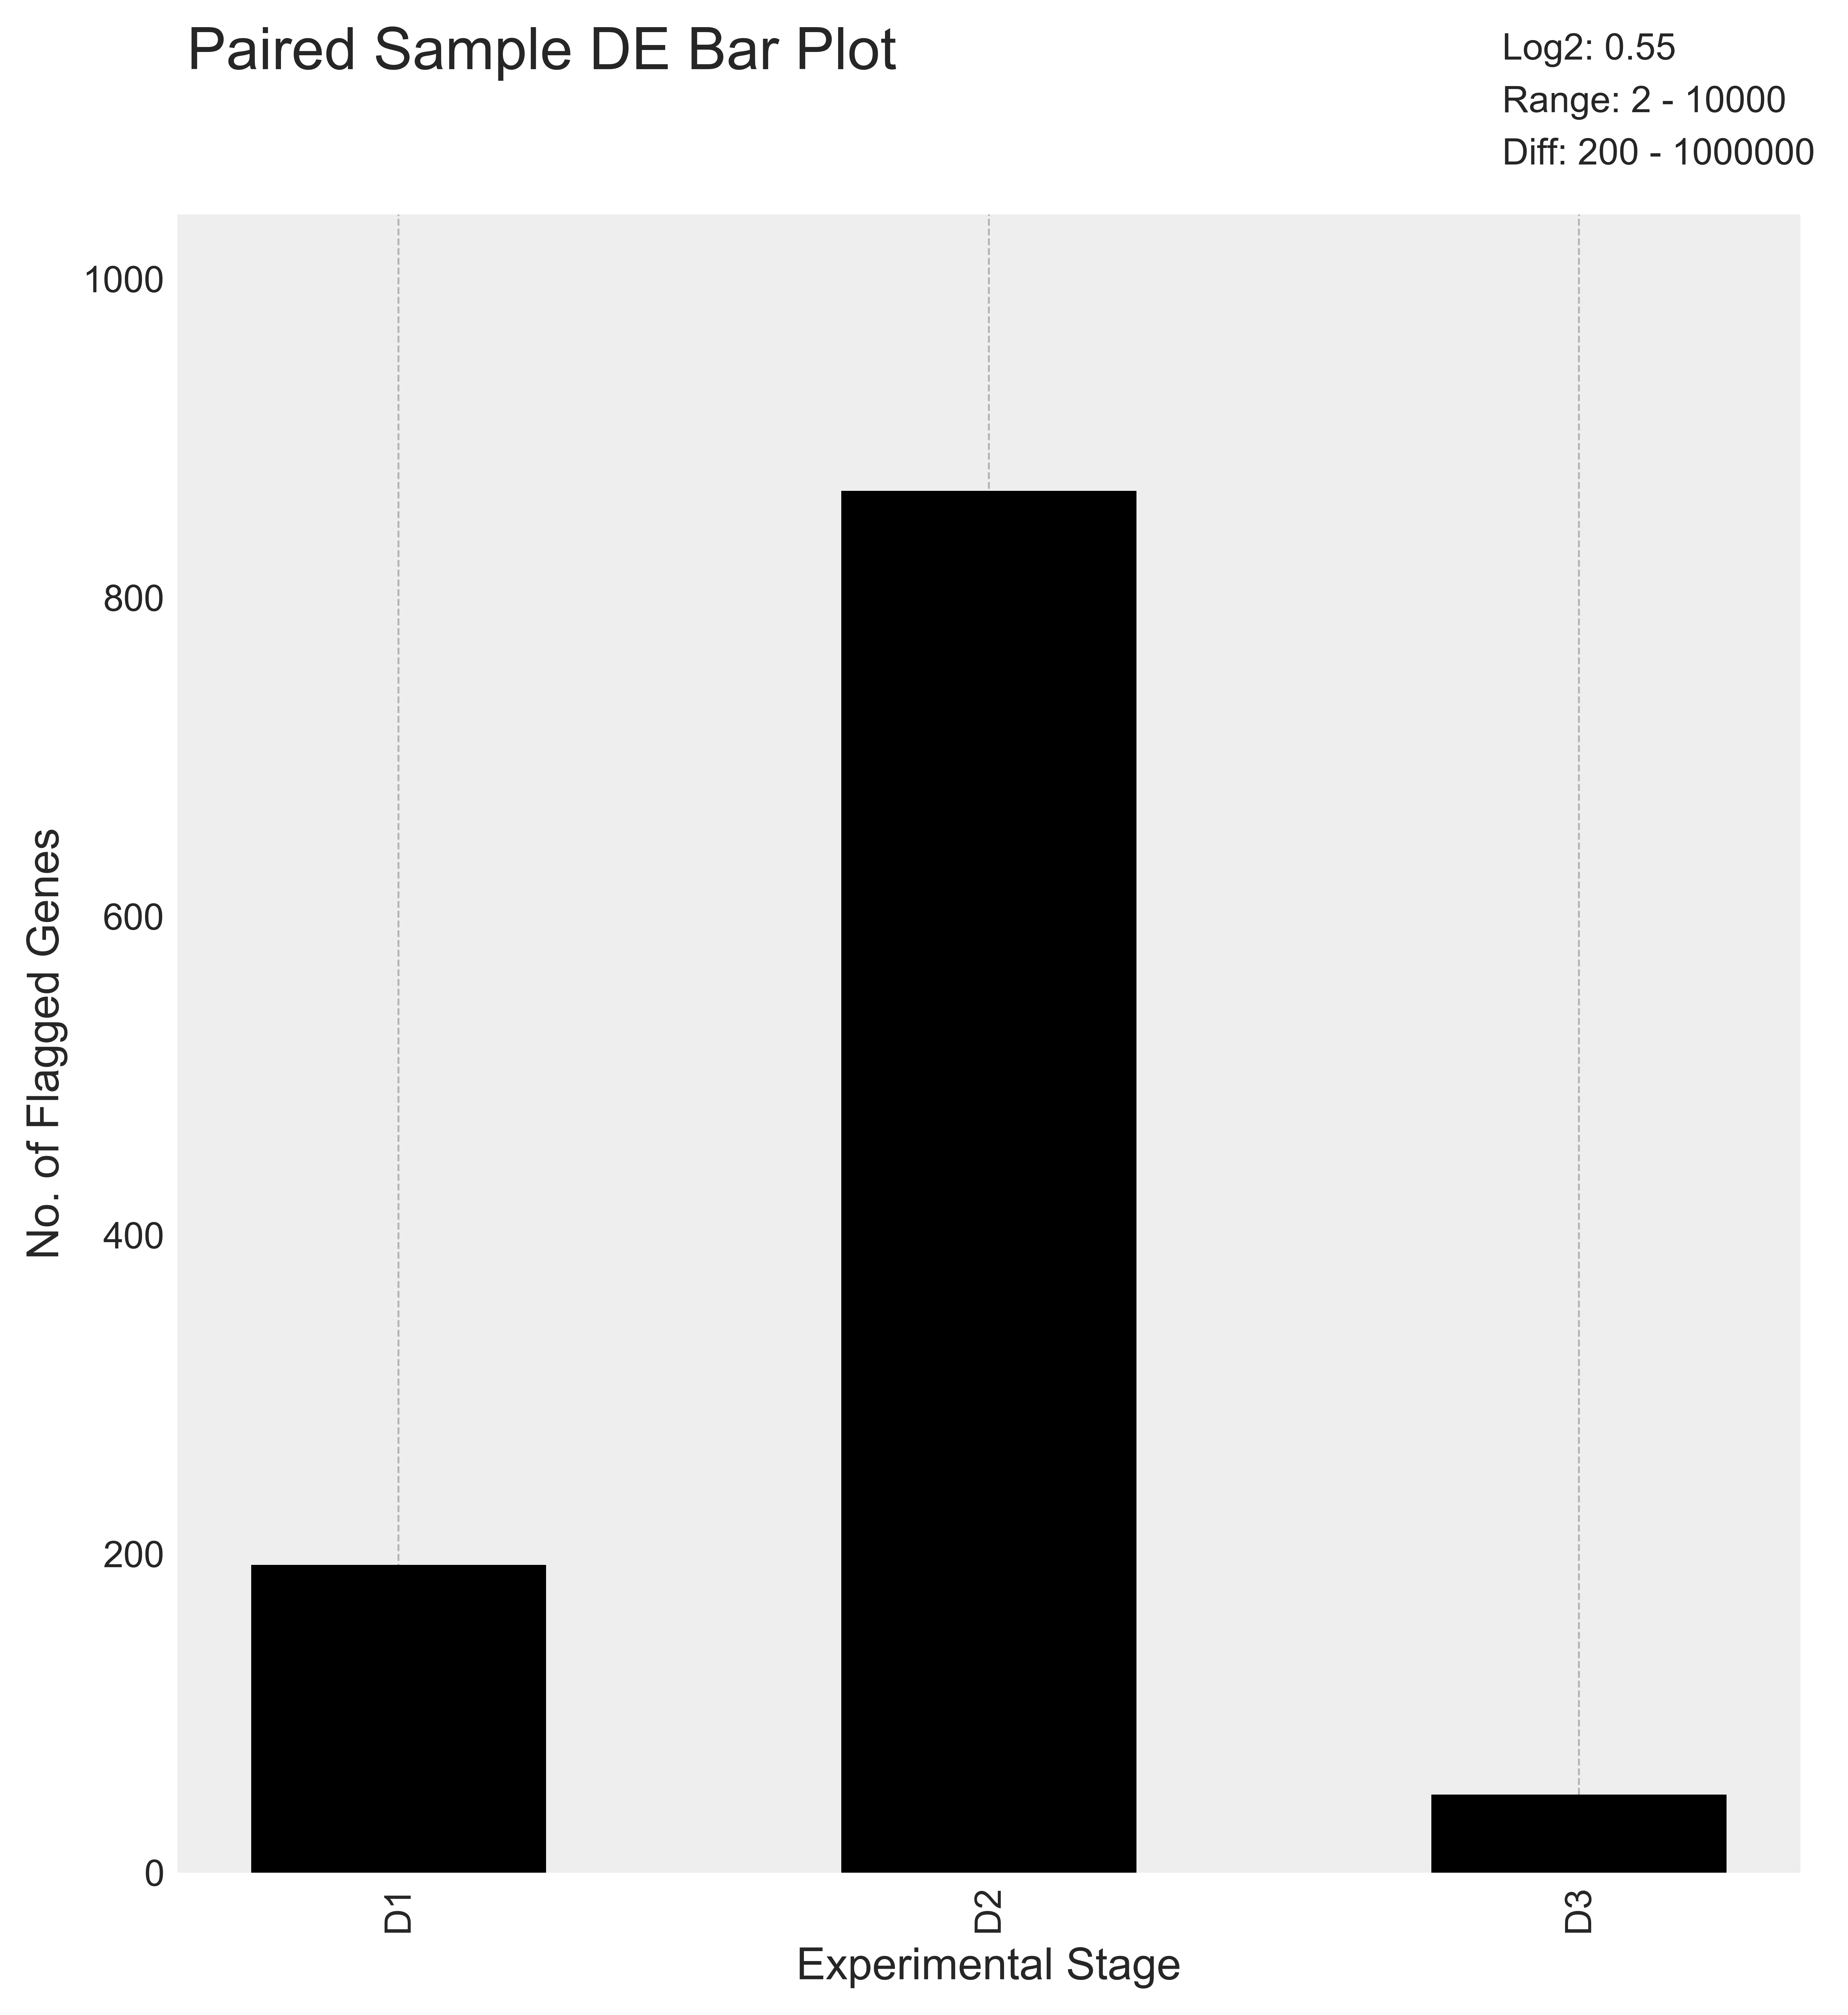 Paired Sample DE Bar Plot
Log2: 0.55
Range: 2 - 10000
Diff: 200 - 1000000
No. of Flagged Genes
1000
800
600
400
200
0
D1
D2
D3
Experimental Stage